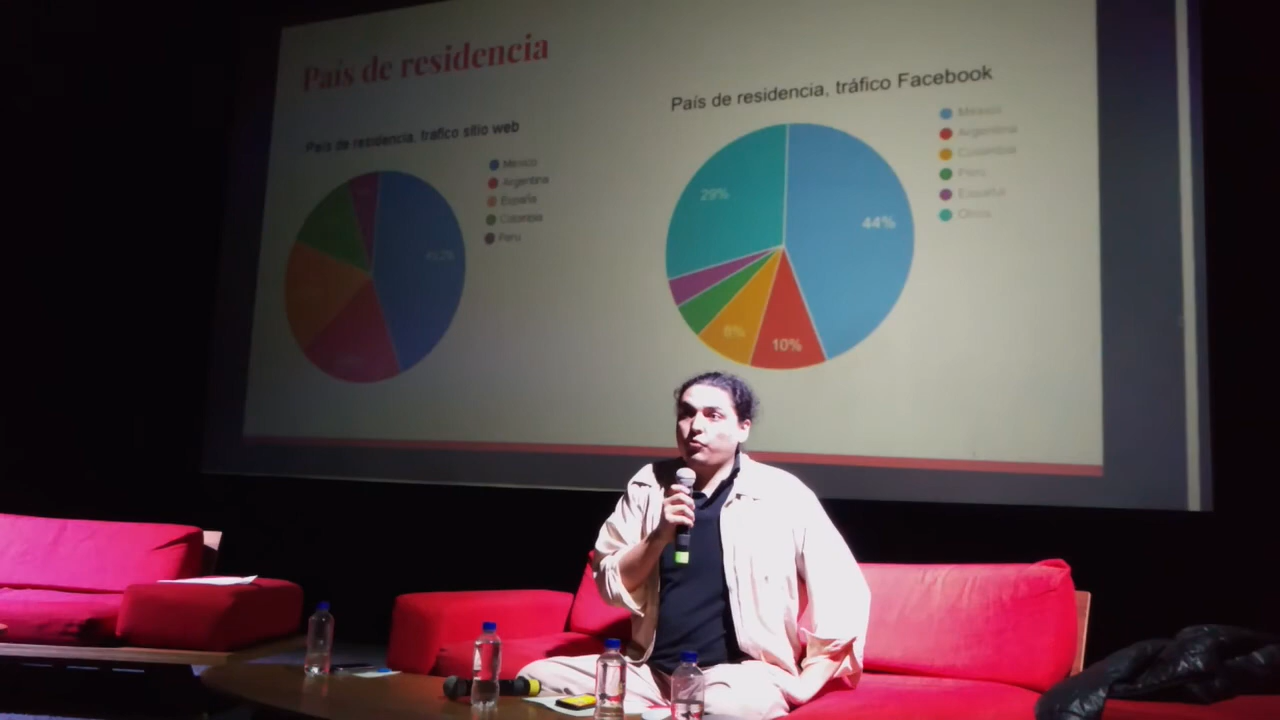 País de residencia
País de residencia, trafico sitio web
México
Argentina
España
Colombia
Perú
País de residencia, tráfico Facebook
México
Argentina
Colombia
Perú
España
Otros
29%
44%
8%
10%